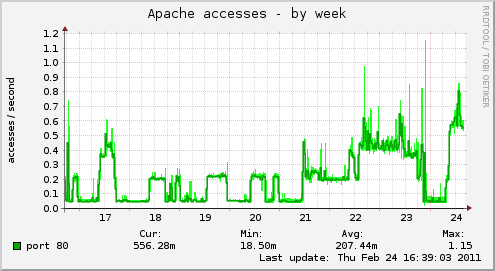 Apache accesses - by week
RRDTOOL / TOBI OETIKER
accesses / second
1.2
1.1
1.0
0.9
0.8
0.7
0.6
0.5
0.4
0.3
0.2
0.1
0.0
17 18 19 20 21 22 23 24
Cur: Min: Avg: Max:
port 80 556.28m 18.50m 207.44m 1.15
Last update: Thu Feb 24 16:39:03 2011